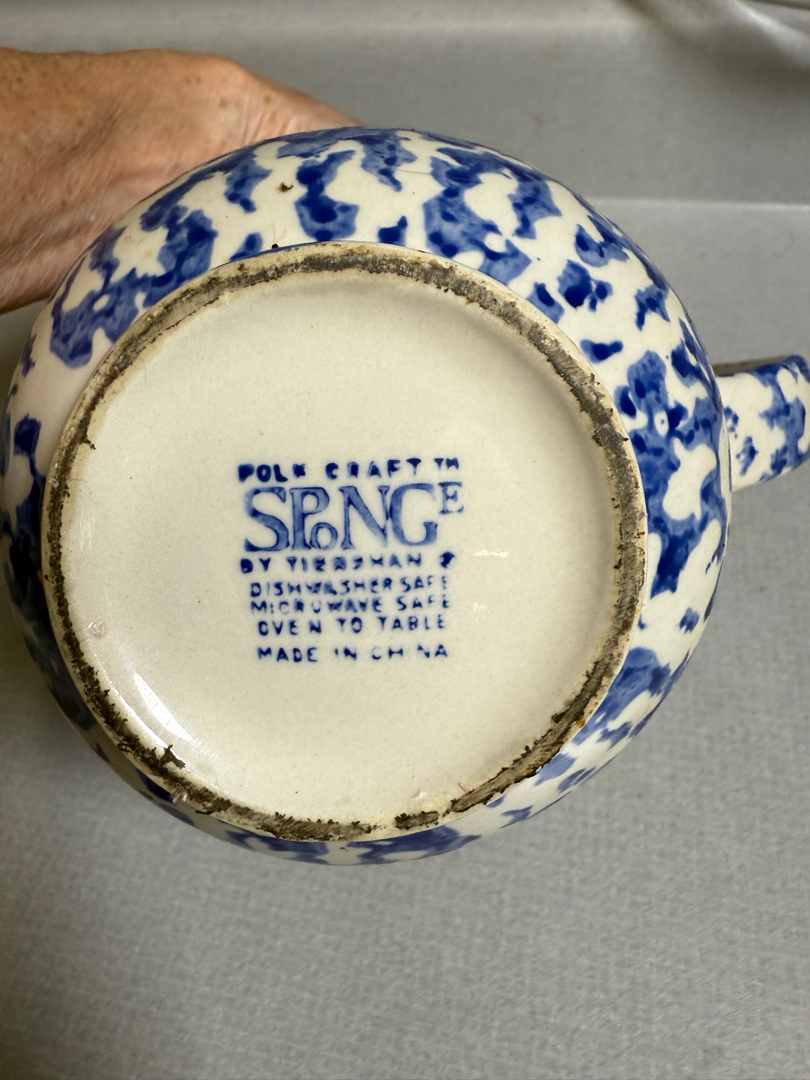 FOLK CRAFT TM
SPoNGE
BY TIENSHAN ®
DISHWASHER SAFE
MICROWAVE SAFE
OVEN TO TABLE
MADE IN CHINA